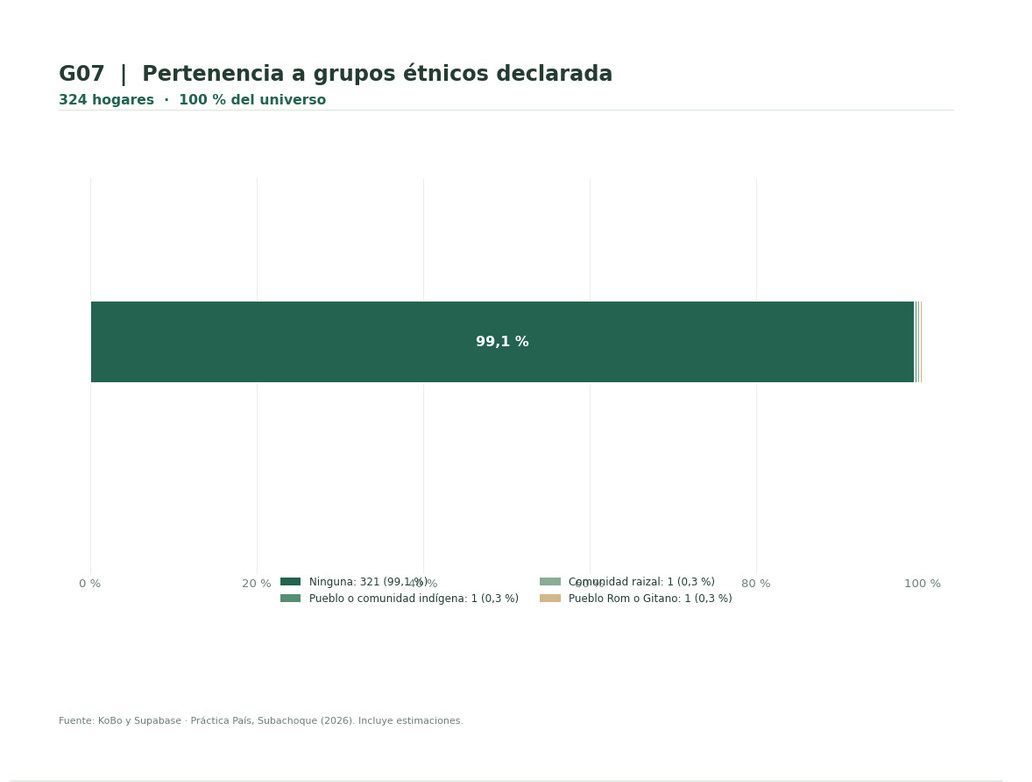 G07 | Pertenencia a grupos étnicos declarada
324 hogares · 100 % del universo
99,1 %
0 %
20 %
40 %
60 %
80 %
100 %
Ninguna: 321 (99,1 %)
Pueblo o comunidad indígena: 1 (0,3 %)
Comunidad raizal: 1 (0,3 %)
Pueblo Rom o Gitano: 1 (0,3 %)
Fuente: KoBo y Supabase · Práctica País, Subachoque (2026). Incluye estimaciones.